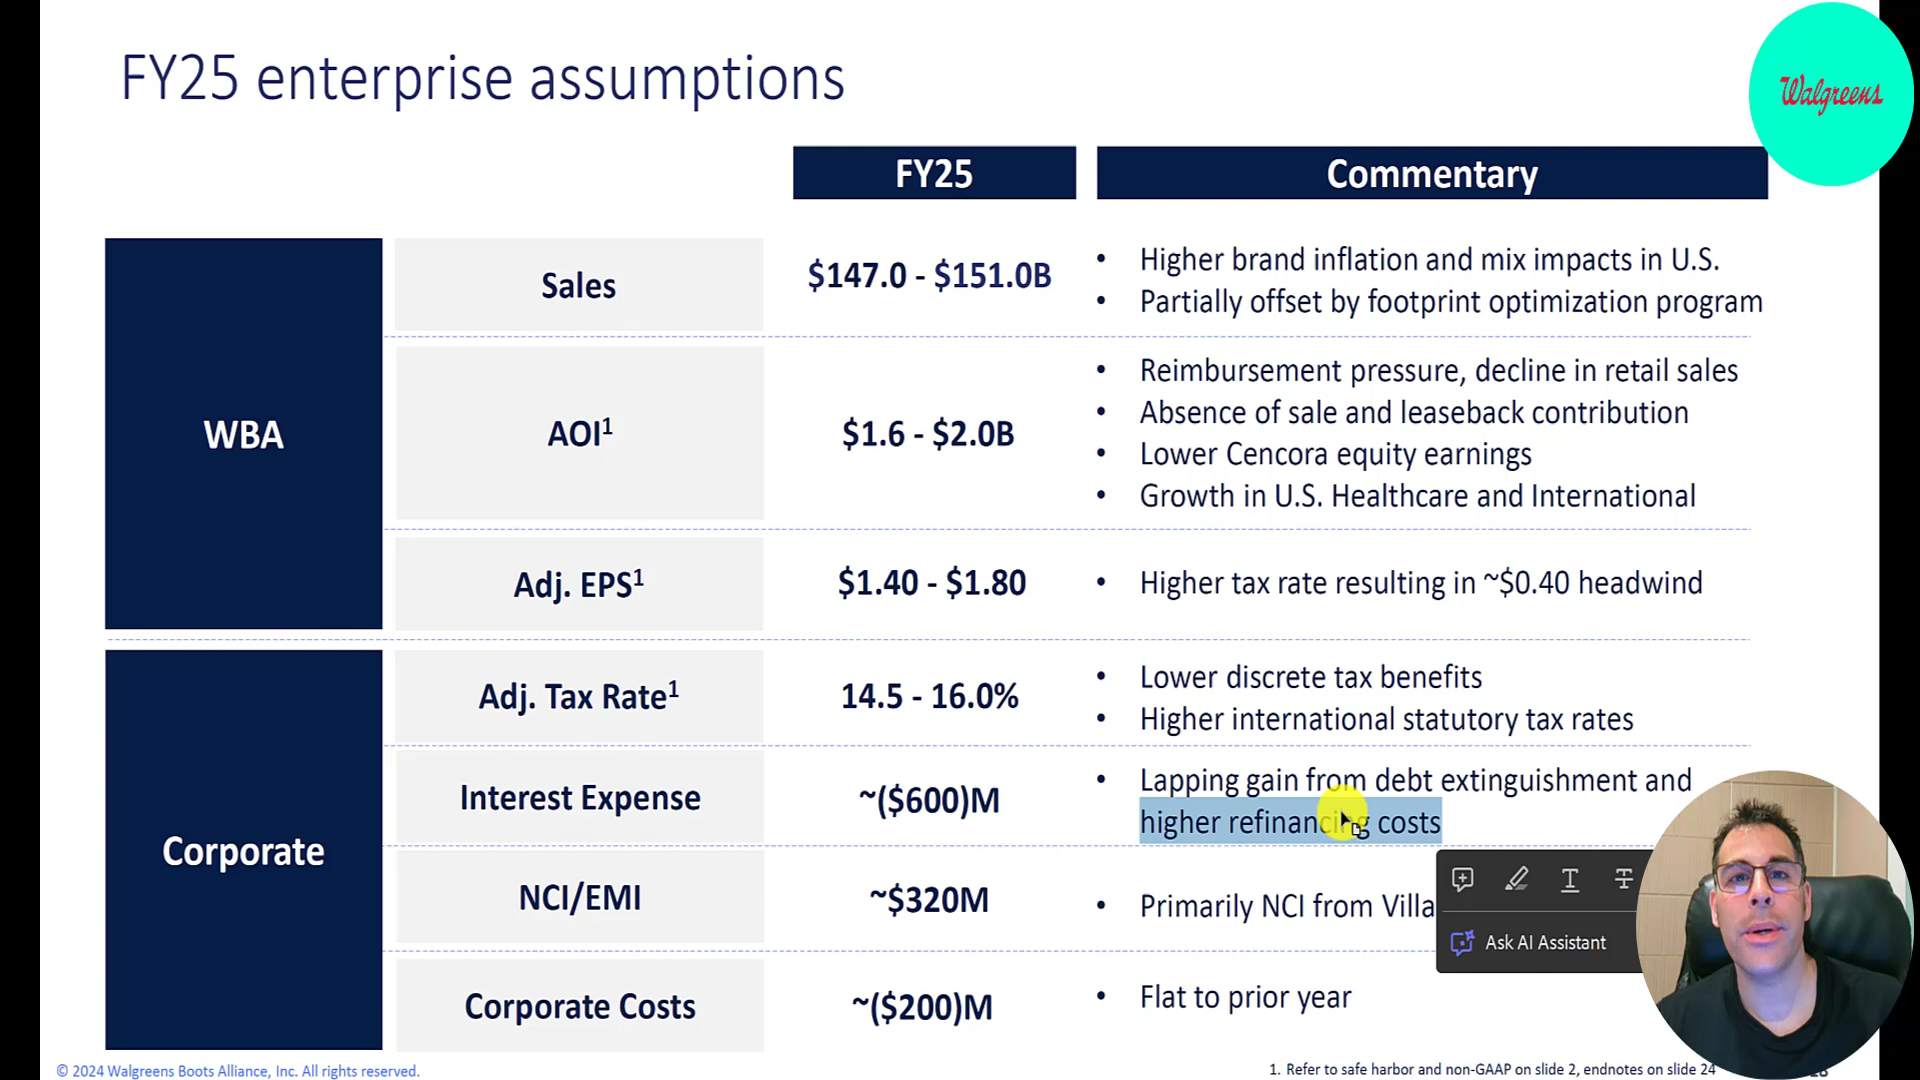 FY25 enterprise assumptions
Walgreens
FY25
Commentary
WBA
Sales
$147.0 - $151.0B
• Higher brand inflation and mix impacts in U.S.
• Partially offset by footprint optimization program
AOI1
$1.6 - $2.0B
• Reimbursement pressure, decline in retail sales
• Absence of sale and leaseback contribution
• Lower Cencora equity earnings
• Growth in U.S. Healthcare and International
Adj. EPS1
$1.40 - $1.80
• Higher tax rate resulting in ~$0.40 headwind
Corporate
Adj. Tax Rate1
14.5 - 16.0%
• Lower discrete tax benefits
• Higher international statutory tax rates
Interest Expense
~($600)M
• Lapping gain from debt extinguishment and
higher refinancing costs
NCI/EMI
~$320M
• Primarily NCI from Villa
Ask AI Assistant
Corporate Costs
~($200)M
• Flat to prior year
© 2024 Walgreens Boots Alliance, Inc. All rights reserved.
1. Refer to safe harbor and non-GAAP on slide 2, endnotes on slide 24